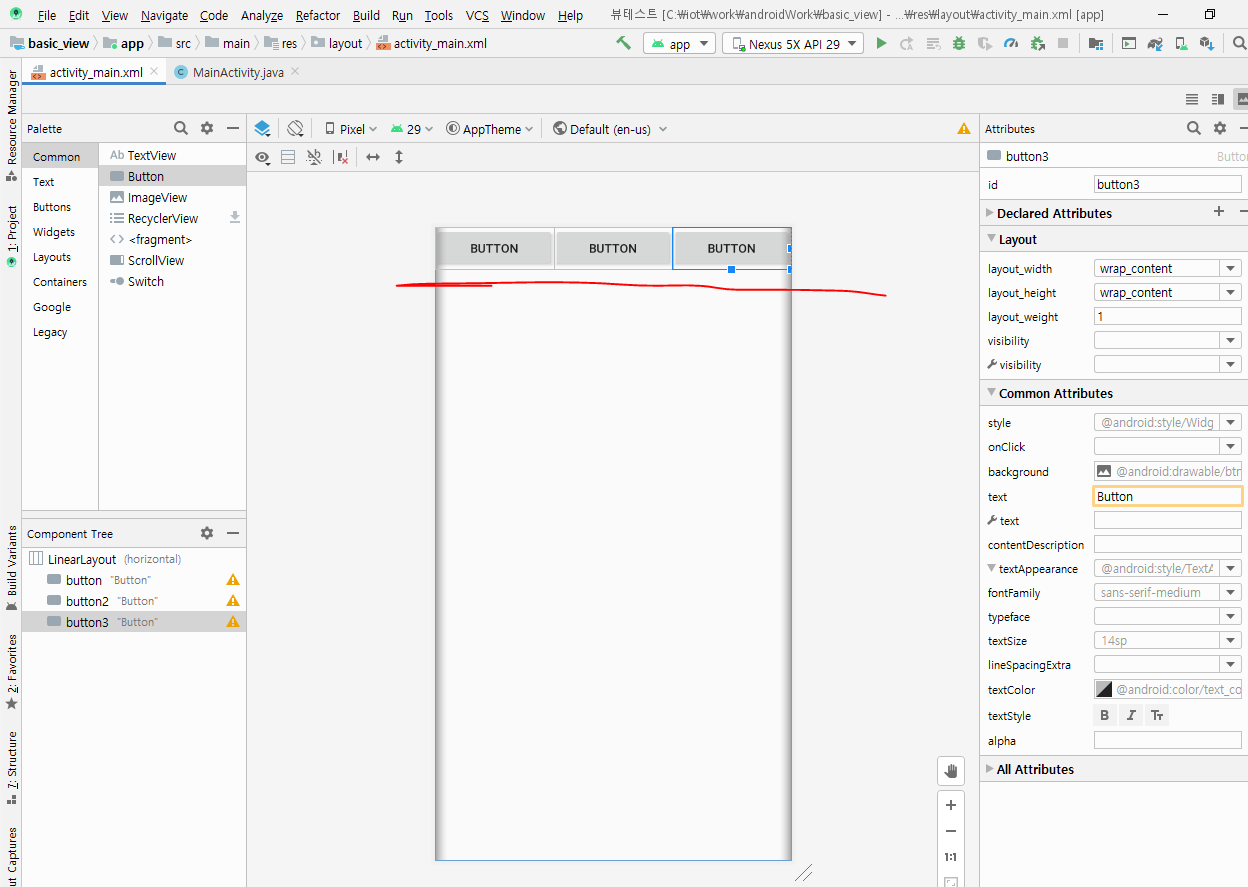 File Edit View Navigate Code Analyze Refactor Build Run Tools VCS Window Help 뷰테스트 [C:₩iot₩work₩androidWork₩basic_view] - ...₩res₩layout₩activity_main.xml [app]
basic_view app src main res layout activity_main.xml app Nexus 5X API 29
activity_main.xml MainActivity.java
Resource Manager
1: Project
Build Variants
2: Favorites
7: Structure
ut Captures
Palette
Common
Text
Buttons
Widgets
Layouts
Containers
Google
Legacy
Ab TextView
Button
ImageView
RecyclerView
<fragment>
ScrollView
Switch
Component Tree
LinearLayout (horizontal)
button "Button"
button2 "Button"
button3 "Button"
Pixel 29 AppTheme Default (en-us)
BUTTON BUTTON BUTTON
1:1
Attributes
button3 Butto
id button3
Declared Attributes
Layout
layout_width wrap_content
layout_height wrap_content
layout_weight 1
visibility
visibility
Common Attributes
style @android:style/Widg
onClick
background @android:drawable/btn
text Button
text
contentDescription
textAppearance @android:style/TextA
fontFamily sans-serif-medium
typeface
textSize 14sp
lineSpacingExtra
textColor @android:color/text_co
textStyle B I Tт
alpha
All Attributes